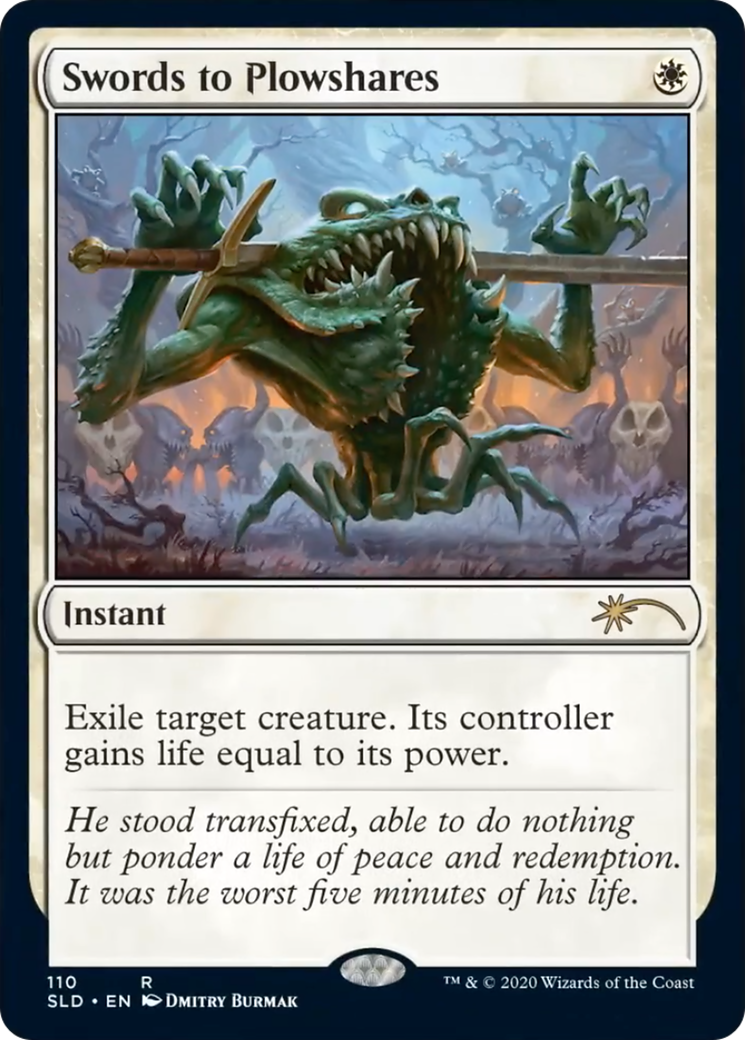 Swords to Plowshares
Instant
Exile target creature. Its controller
gains life equal to its power.
He stood transfixed, able to do nothing
but ponder a life of peace and redemption.
It was the worst five minutes of his life.
110 R
SLD • EN Dmitry Burmak
™ & © 2020 Wizards of the Coast